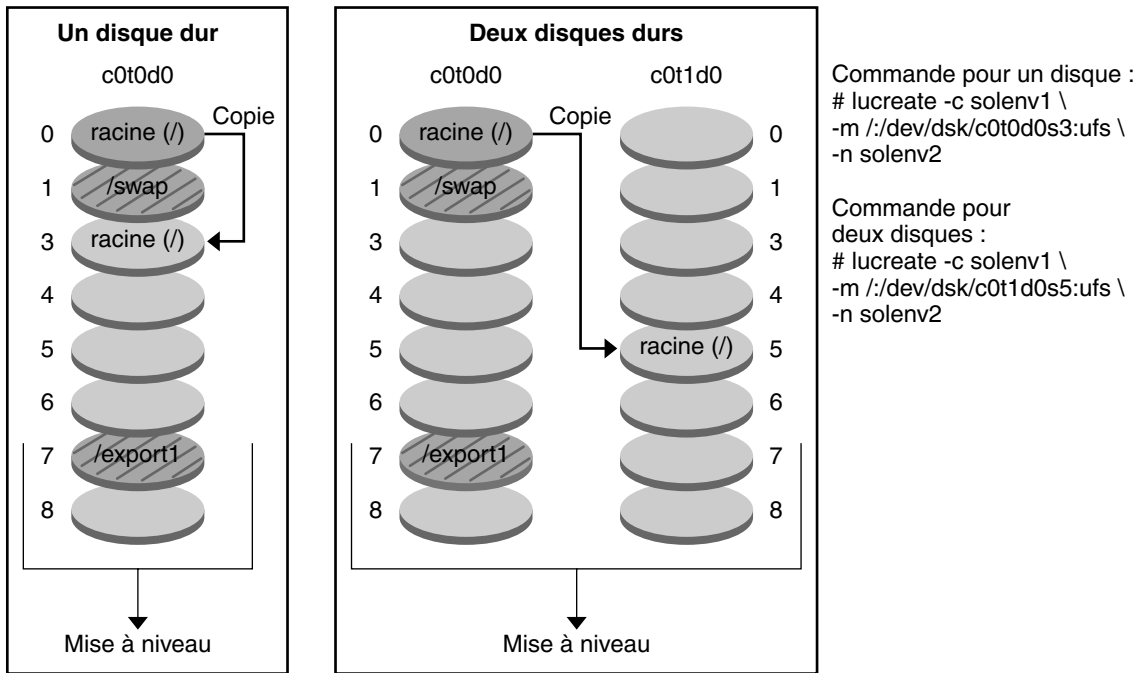 Un disque dur
c0t0d0
Copie
0 racine (/)
1 /swap
3 racine (/)
4
5
6
7 /export1
8
Mise à niveau
Deux disques durs
c0t0d0 c0t1d0
Copie
0 racine (/) 0
1 /swap 1
3 3
4 4
5 racine (/) 5
6 6
7 /export1 7
8 8
Mise à niveau
Commande pour un disque :
# lucreate -c solenv1 \
-m /:/dev/dsk/c0t0d0s3:ufs \
-n solenv2
Commande pour
deux disques :
# lucreate -c solenv1 \
-m /:/dev/dsk/c0t1d0s5:ufs \
-n solenv2